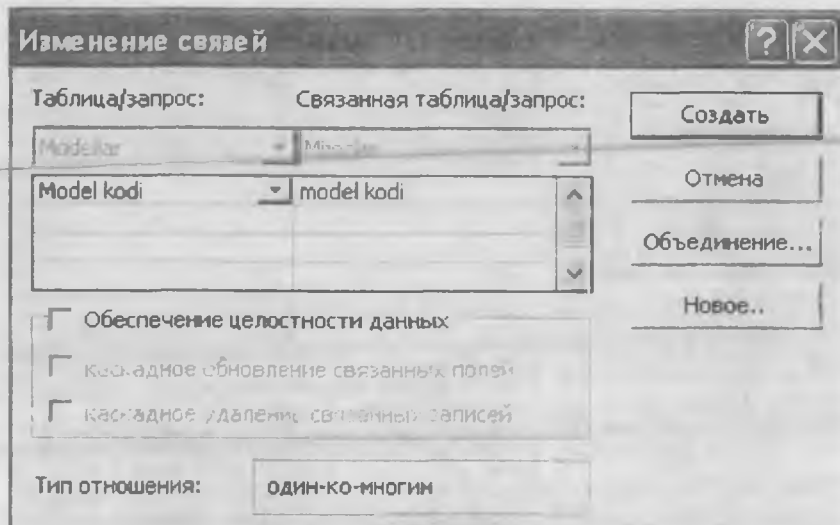 Изменение связей
Таблица/запрос: Связанная таблица/запрос:
Modellar
Model kodi model kodi
Обеспечение целостности данных
каскадное обновление связанных полей
каскадное удаление связанных записей
Тип отношения: один-ко-многим
Создать
Отмена
Объединение...
Новое..